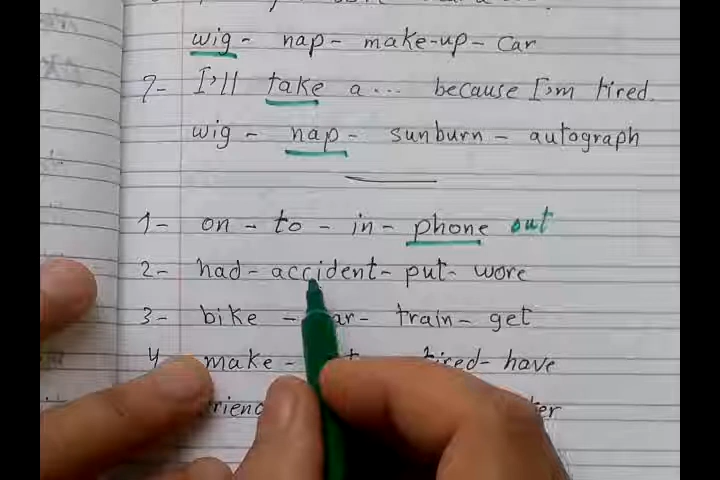 wig - nap - make-up - car
7- I'll take a ... because I'm tired.
wig - nap - sunburn - autograph
1- on - to - in - phone out
2- had - accident - put - wore
3- bike - train - get
4 make - tired - have